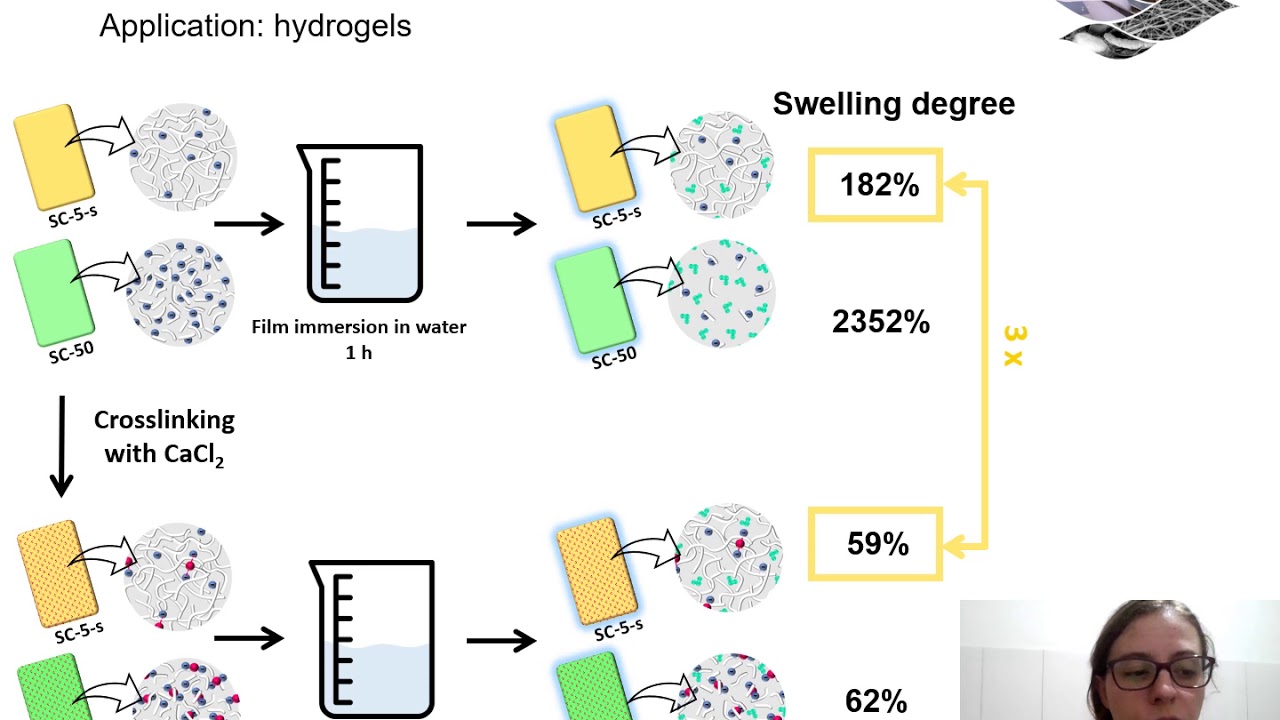 Application: hydrogels
Swelling degree
SC-5-s
SC-5-s
182%
SC-50
SC-50
2352%
3 x
Film immersion in water
1 h
Crosslinking
with CaCl₂
SC-5-s
SC-5-s
59%
62%